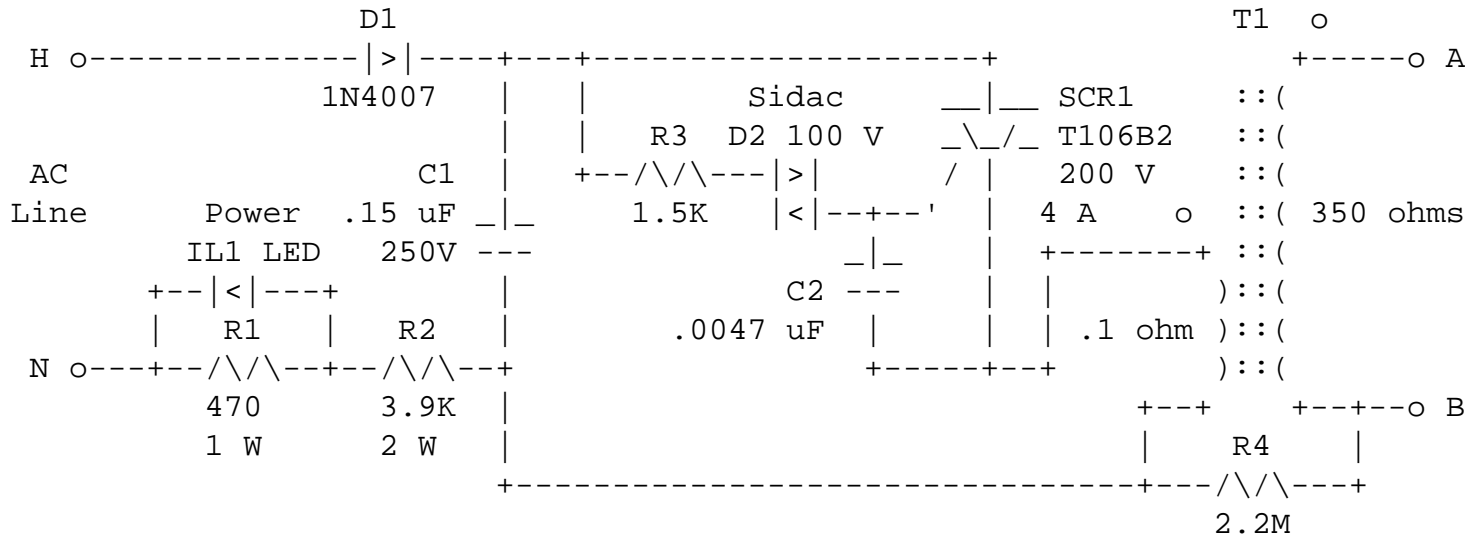 D1 T1 o
H o--------------|>|----+---+-------------------+ +-----o A
1N4007 | | Sidac __|__ SCR1 ::(
| | R3 D2 100 V _\_/_ T106B2 ::(
AC C1 | +--/\/\---|>| / | 200 V ::(
Line Power .15 uF _|_ 1.5K |<|--+--' | 4 A o ::( 350 ohms
IL1 LED 250V --- _|_ | +-------+ ::(
+--|<|---+ | C2 --- | | )::(
| R1 | R2 | .0047 uF | | | .1 ohm )::(
N o---+--/\/\--+--/\/\--+ +-----+--+ )::(
470 3.9K | +--+ +--+--o B
1 W 2 W | | R4 |
+-----------------------------+---/\/\---+
2.2M